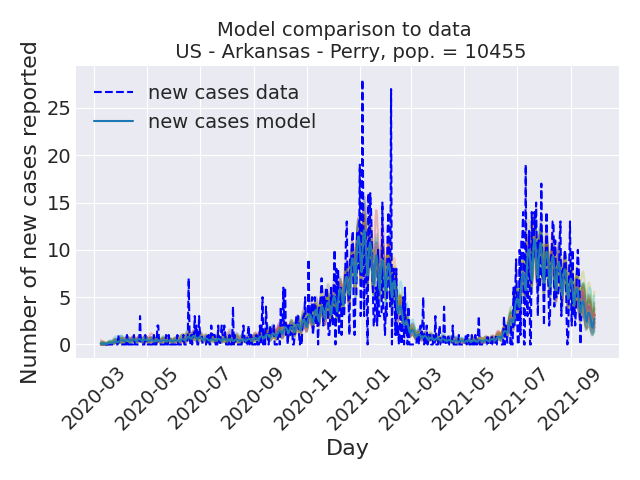 Model comparison to data
US - Arkansas - Perry, pop. = 10455
Number of new cases reported
25
20
15
10
5
0
new cases data
new cases model
2020-03
2020-05
2020-07
2020-09
2020-11
2021-01
2021-03
2021-05
2021-07
2021-09
Day